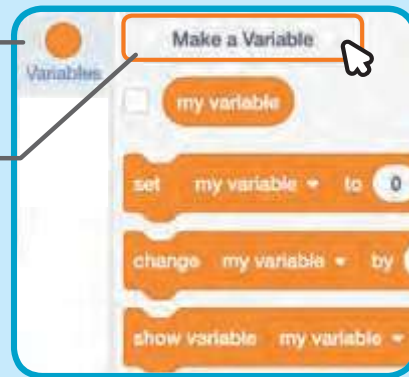 Make a Variable
Variables
my variable
set my variable to 0
change my variable by
show variable my variable